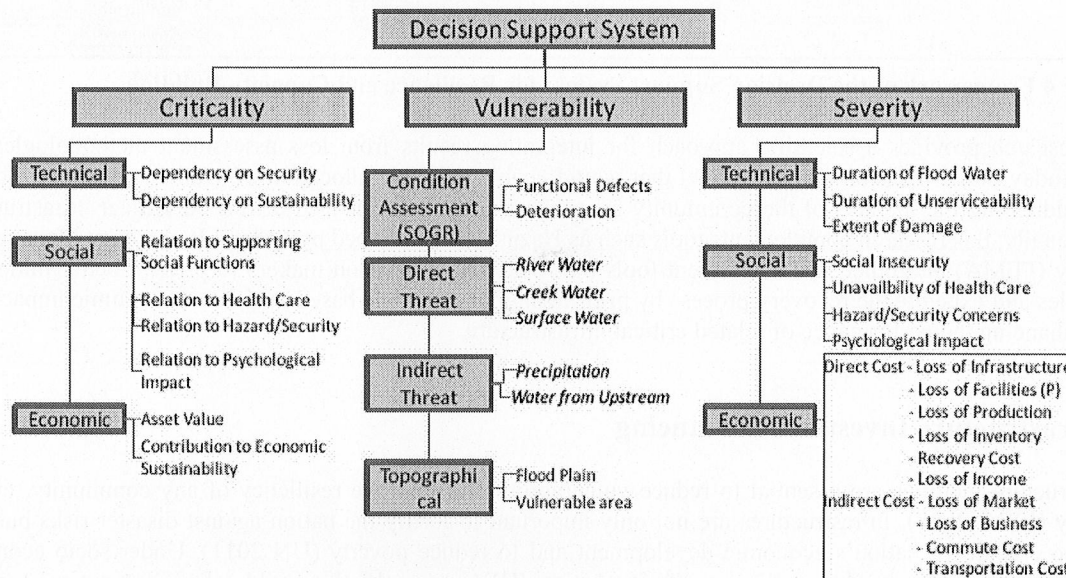 Decision Support System
Criticality
Technical
Dependency on Security
Dependency on Sustainability
Social
Relation to Supporting
Social Functions
Relation to Health Care
Relation to Hazard/Security
Relation to Psychological
Impact
Economic
Asset Value
Contribution to Economic
Sustainability
Vulnerability
Condition
Assessment
(SOGR)
Functional Defects
Deterioration
Direct
Threat
River Water
Creek Water
Surface Water
Indirect
Threat
Precipitation
Water from Upstream
Topographi
cal
Flood Plain
Vulnerable area
Severity
Technical
Duration of Flood Water
Duration of Unserviceability
Extent of Damage
Social
Social Insecurity
Unavailbility of Health Care
Hazard/Security Concerns
Psychological Impact
Economic
Direct Cost - Loss of Infrastructure
- Loss of Facilities (P)
- Loss of Production
- Loss of Inventory
- Recovery Cost
- Loss of Income
Indirect Cost - Loss of Market
- Loss of Business
- Commute Cost
- Transportation Cost